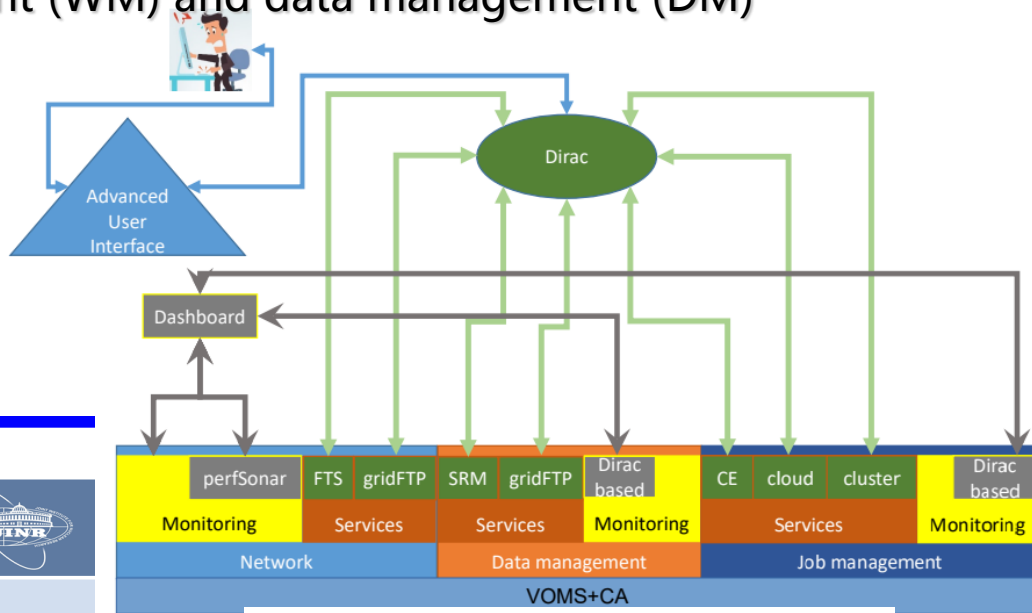 (WM) and data management (DM)
Dirac
Advanced
User
Interface
Dashboard
perfSonar
FTS
gridFTP
SRM
gridFTP
Dirac
based
CE
cloud
cluster
Dirac
based
Monitoring
Services
Services
Monitoring
Services
Monitoring
Network
Data management
Job management
VOMS+CA